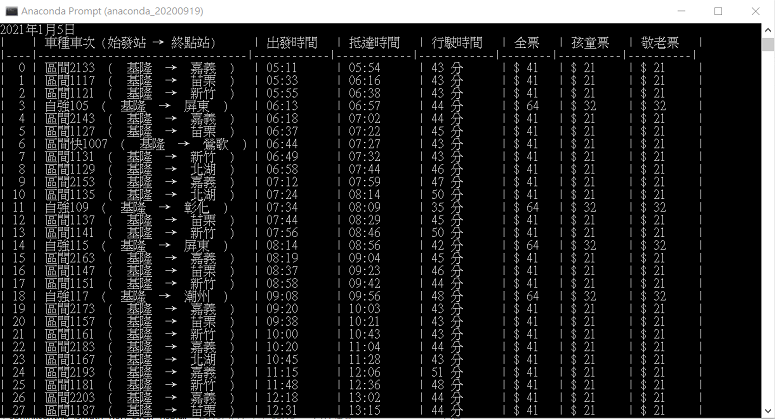 Anaconda Prompt (anaconda_20200919)
2021年1月5日
| | 車種車次 (始發站 → 終點站) | 出發時間 | 抵達時間 | 行駛時間 | 全票 | 孩童票 | 敬老票 |
| 0 | 區間2133 ( 基隆 → 嘉義 ) | 05:11 | 05:54 | 43 分 | $ 41 | $ 21 | $ 21 |
| 1 | 區間1117 ( 基隆 → 苗栗 ) | 05:33 | 06:16 | 43 分 | $ 41 | $ 21 | $ 21 |
| 2 | 區間1121 ( 基隆 → 新竹 ) | 05:55 | 06:38 | 43 分 | $ 41 | $ 21 | $ 21 |
| 3 | 自強105 ( 基隆 → 屏東 ) | 06:13 | 06:57 | 44 分 | $ 64 | $ 32 | $ 32 |
| 4 | 區間2143 ( 基隆 → 嘉義 ) | 06:18 | 07:02 | 44 分 | $ 41 | $ 21 | $ 21 |
| 5 | 區間1127 ( 基隆 → 苗栗 ) | 06:37 | 07:22 | 45 分 | $ 41 | $ 21 | $ 21 |
| 6 | 區間快1007 ( 基隆 → 鶯歌 ) | 06:44 | 07:27 | 43 分 | $ 41 | $ 21 | $ 21 |
| 7 | 區間1131 ( 基隆 → 新竹 ) | 06:49 | 07:32 | 43 分 | $ 41 | $ 21 | $ 21 |
| 8 | 區間1129 ( 基隆 → 北湖 ) | 06:58 | 07:44 | 46 分 | $ 41 | $ 21 | $ 21 |
| 9 | 區間2153 ( 基隆 → 嘉義 ) | 07:12 | 07:59 | 47 分 | $ 41 | $ 21 | $ 21 |
| 10 | 區間1135 ( 基隆 → 北湖 ) | 07:24 | 08:14 | 50 分 | $ 41 | $ 21 | $ 21 |
| 11 | 自強109 ( 基隆 → 彰化 ) | 07:34 | 08:09 | 35 分 | $ 64 | $ 32 | $ 32 |
| 12 | 區間1137 ( 基隆 → 苗栗 ) | 07:44 | 08:29 | 45 分 | $ 41 | $ 21 | $ 21 |
| 13 | 區間1141 ( 基隆 → 新竹 ) | 07:56 | 08:46 | 50 分 | $ 41 | $ 21 | $ 21 |
| 14 | 自強115 ( 基隆 → 屏東 ) | 08:14 | 08:56 | 42 分 | $ 64 | $ 32 | $ 32 |
| 15 | 區間2163 ( 基隆 → 嘉義 ) | 08:19 | 09:04 | 45 分 | $ 41 | $ 21 | $ 21 |
| 16 | 區間1147 ( 基隆 → 苗栗 ) | 08:37 | 09:23 | 46 分 | $ 41 | $ 21 | $ 21 |
| 17 | 區間1151 ( 基隆 → 新竹 ) | 08:58 | 09:42 | 44 分 | $ 41 | $ 21 | $ 21 |
| 18 | 自強117 ( 基隆 → 潮州 ) | 09:08 | 09:56 | 48 分 | $ 64 | $ 32 | $ 32 |
| 19 | 區間2173 ( 基隆 → 嘉義 ) | 09:20 | 10:03 | 43 分 | $ 41 | $ 21 | $ 21 |
| 20 | 區間1157 ( 基隆 → 苗栗 ) | 09:38 | 10:21 | 43 分 | $ 41 | $ 21 | $ 21 |
| 21 | 區間1161 ( 基隆 → 新竹 ) | 10:00 | 10:43 | 43 分 | $ 41 | $ 21 | $ 21 |
| 22 | 區間2183 ( 基隆 → 嘉義 ) | 10:20 | 11:04 | 44 分 | $ 41 | $ 21 | $ 21 |
| 23 | 區間1167 ( 基隆 → 北湖 ) | 10:45 | 11:28 | 43 分 | $ 41 | $ 21 | $ 21 |
| 24 | 區間2193 ( 基隆 → 嘉義 ) | 11:15 | 12:06 | 51 分 | $ 41 | $ 21 | $ 21 |
| 25 | 區間1181 ( 基隆 → 新竹 ) | 11:48 | 12:36 | 48 分 | $ 41 | $ 21 | $ 21 |
| 26 | 區間2203 ( 基隆 → 嘉義 ) | 12:18 | 13:02 | 44 分 | $ 41 | $ 21 | $ 21 |
| 27 | 區間1187 ( 基隆 → 苗栗 ) | 12:31 | 13:15 | 44 分 | $ 41 | $ 21 | $ 21 |